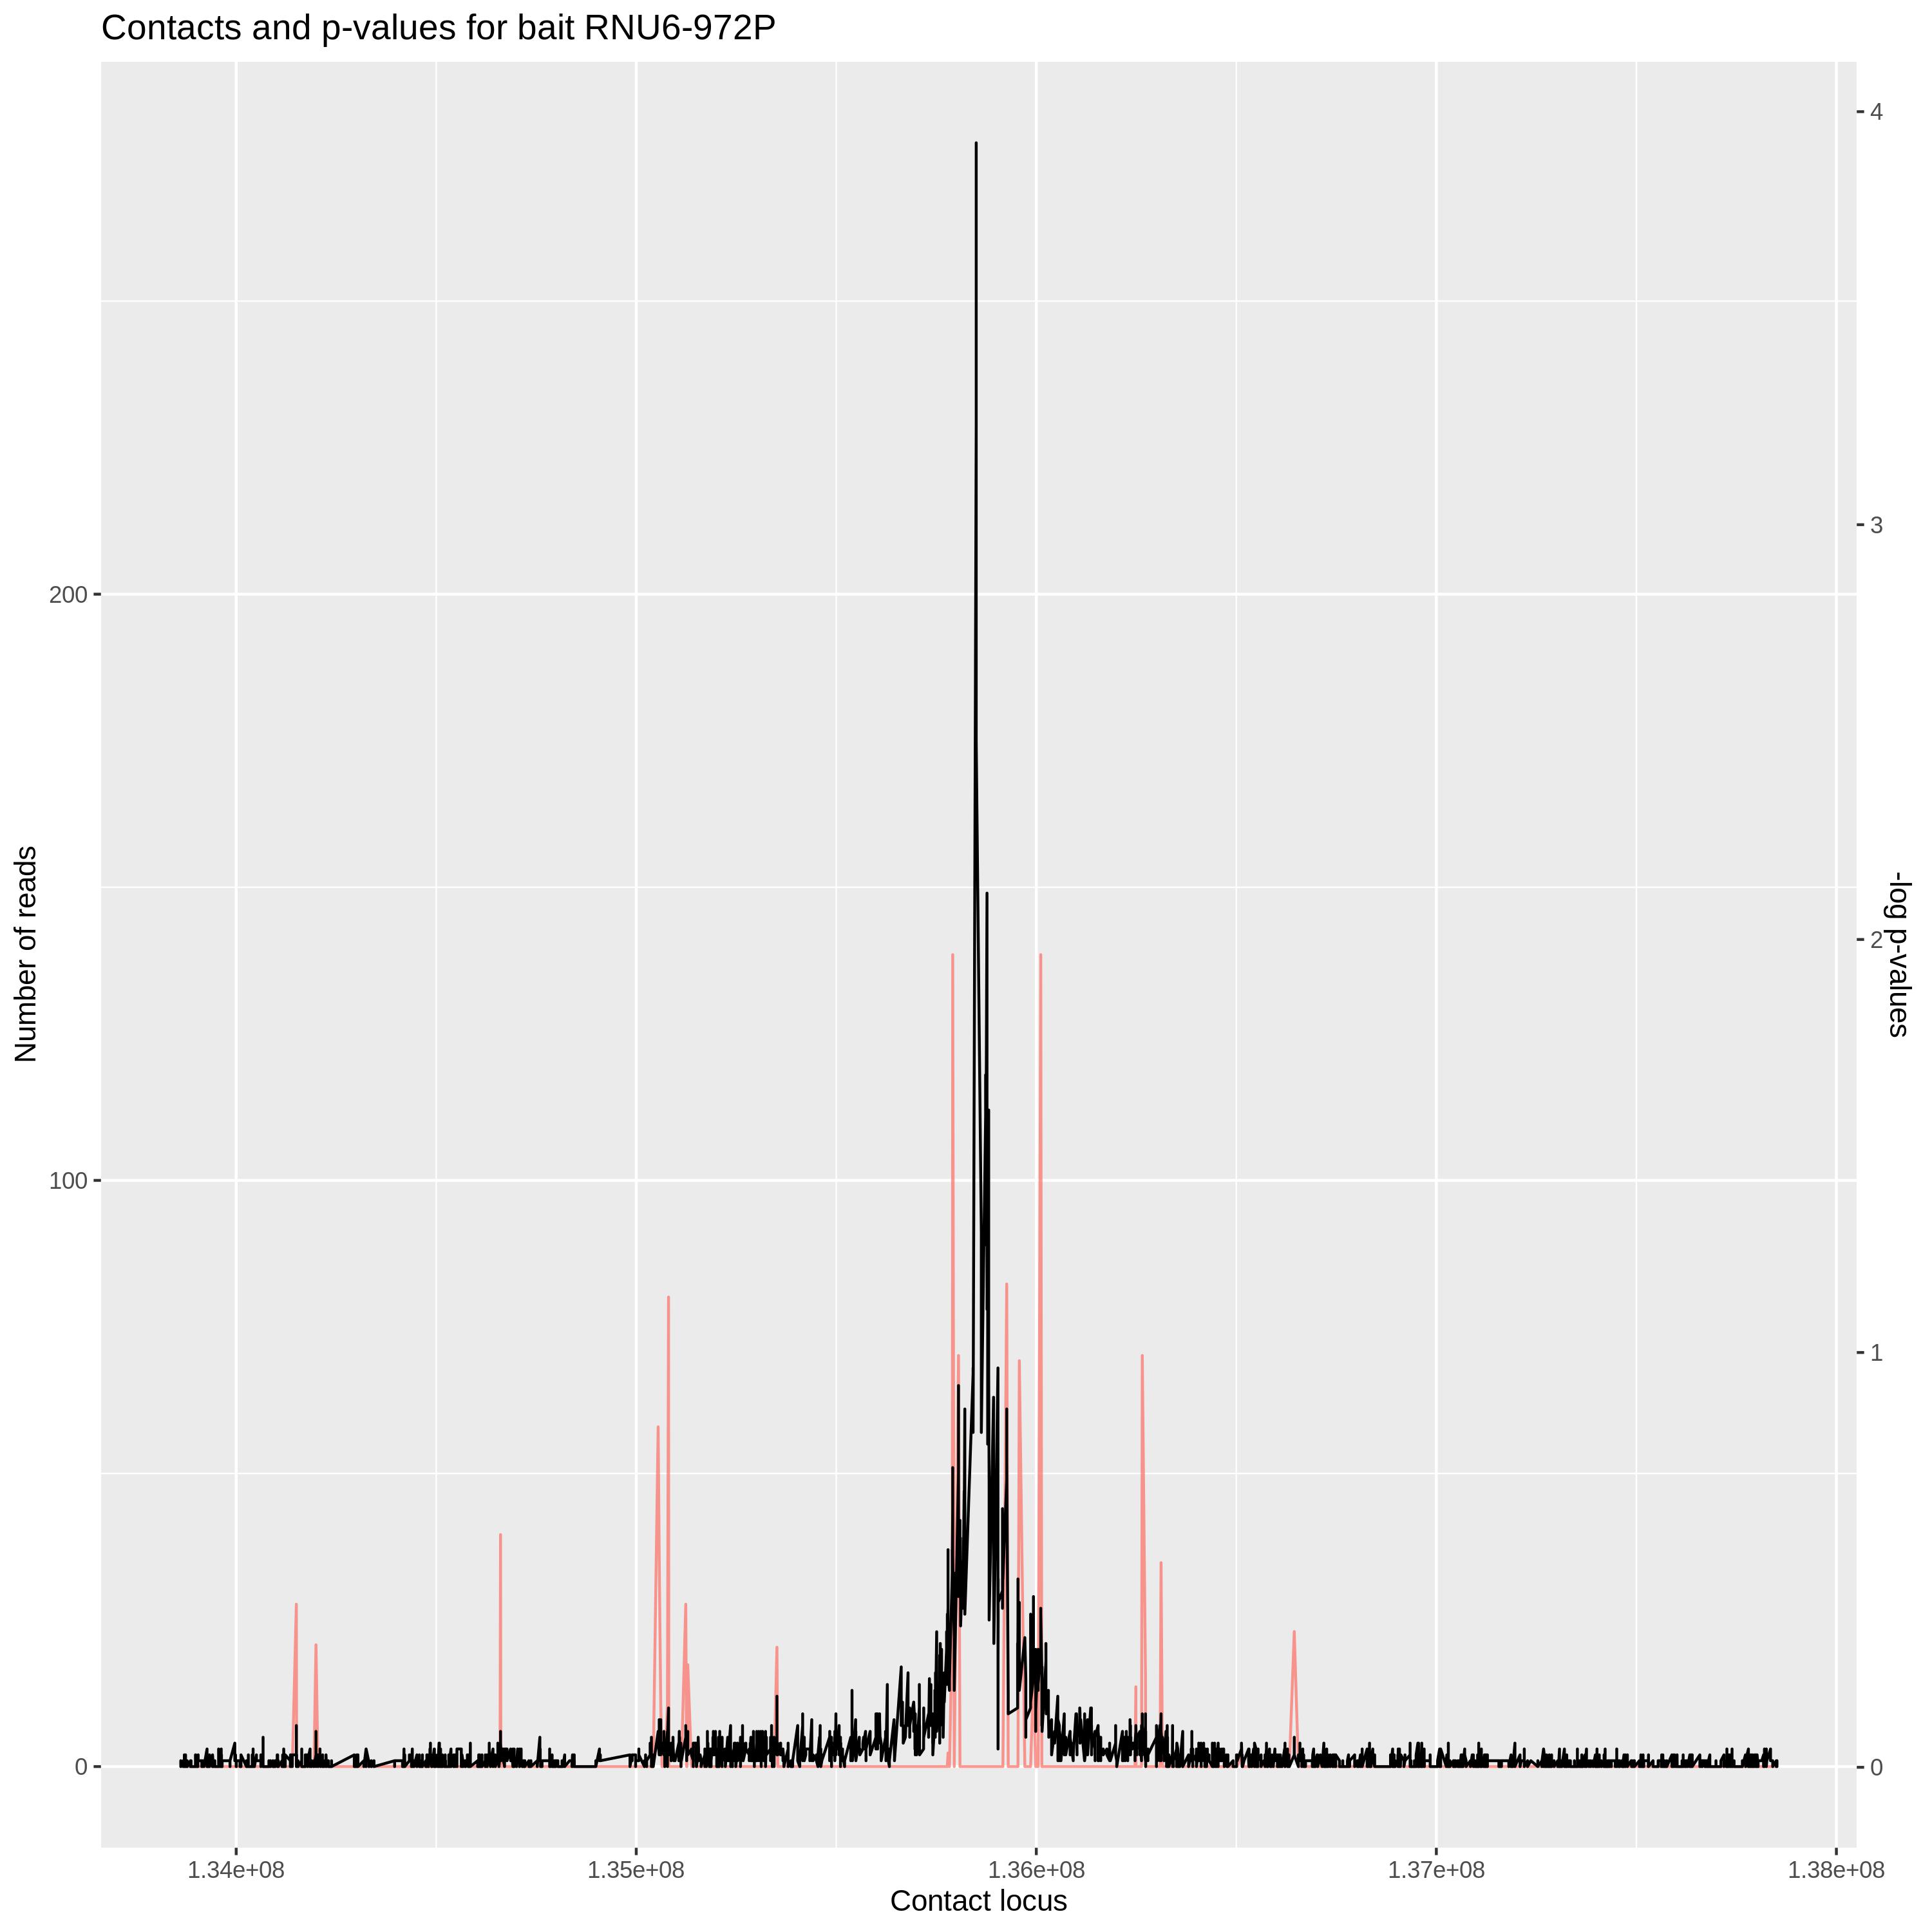 Contacts and p-values for bait RNU6-972P
Number of reads
200
100
0
4
3
2
1
0
-log p-values
1.34e+08
1.35e+08
1.36e+08
1.37e+08
1.38e+08
Contact locus